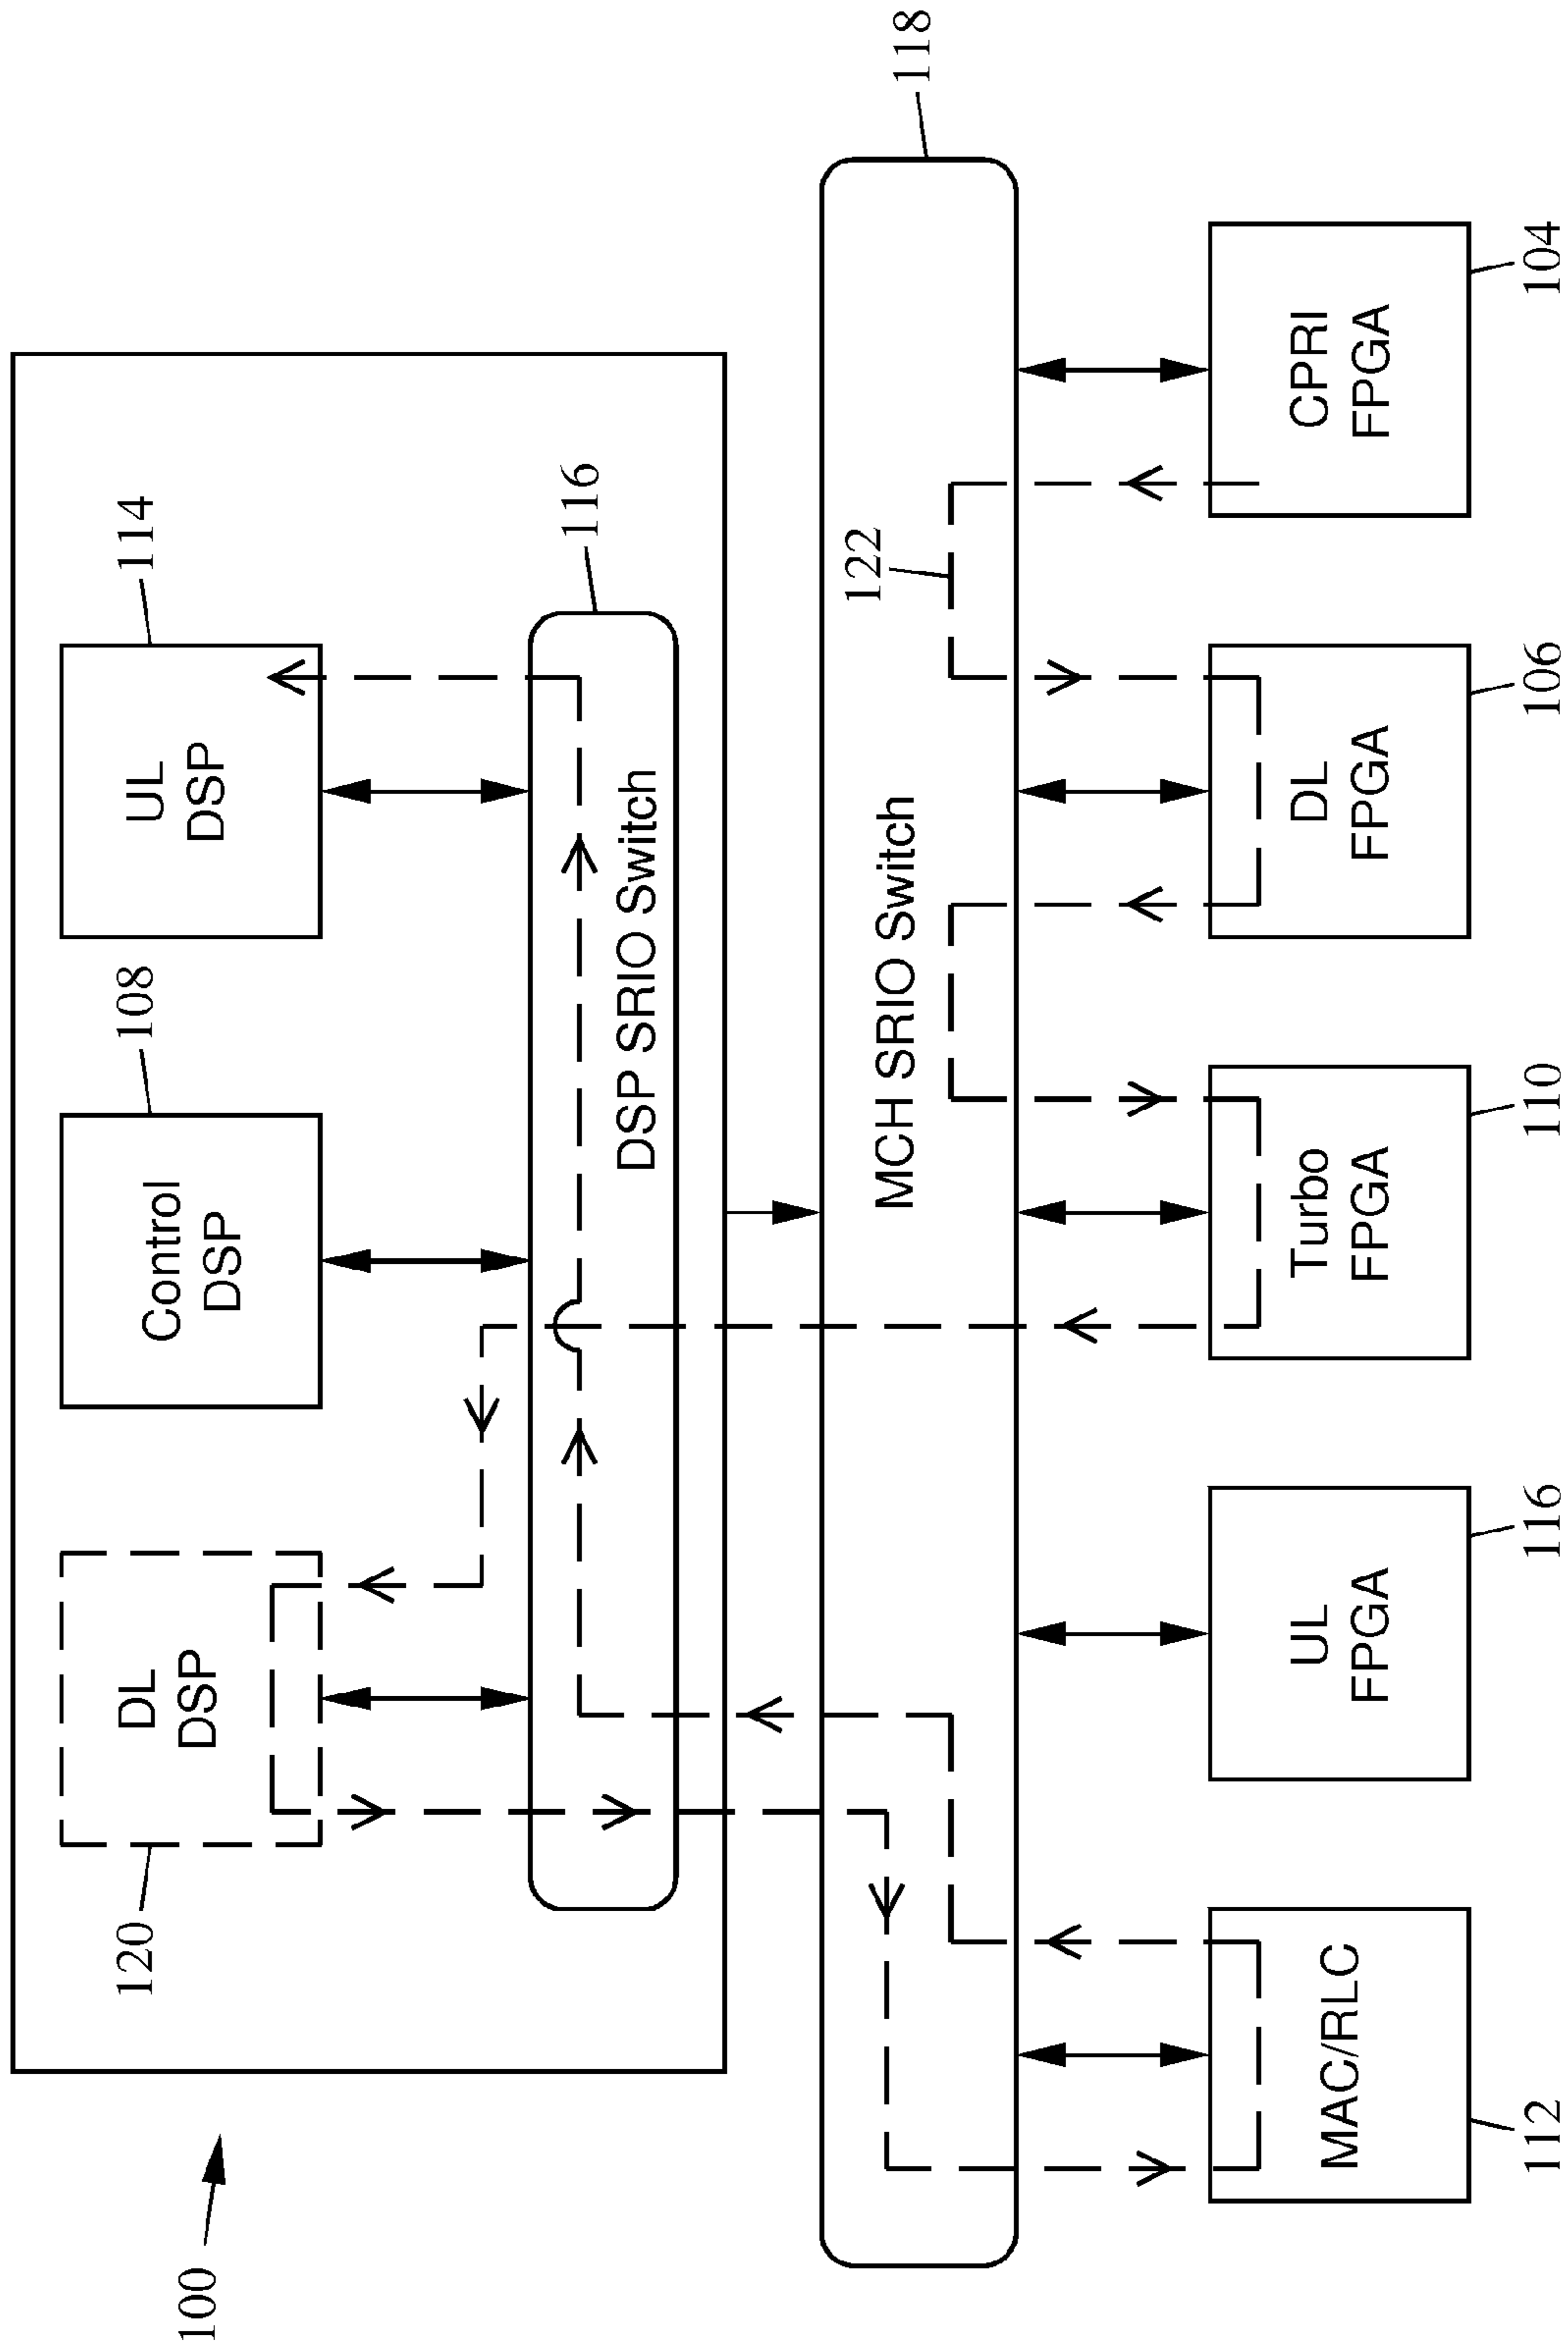 100
120
DL
DSP
108
Control
DSP
114
UL
DSP
116
DSP SRIO Switch
118
MCH SRIO Switch
122
MAC/RLC
112
UL
FPGA
116
Turbo
FPGA
110
DL
FPGA
106
CPRI
FPGA
104